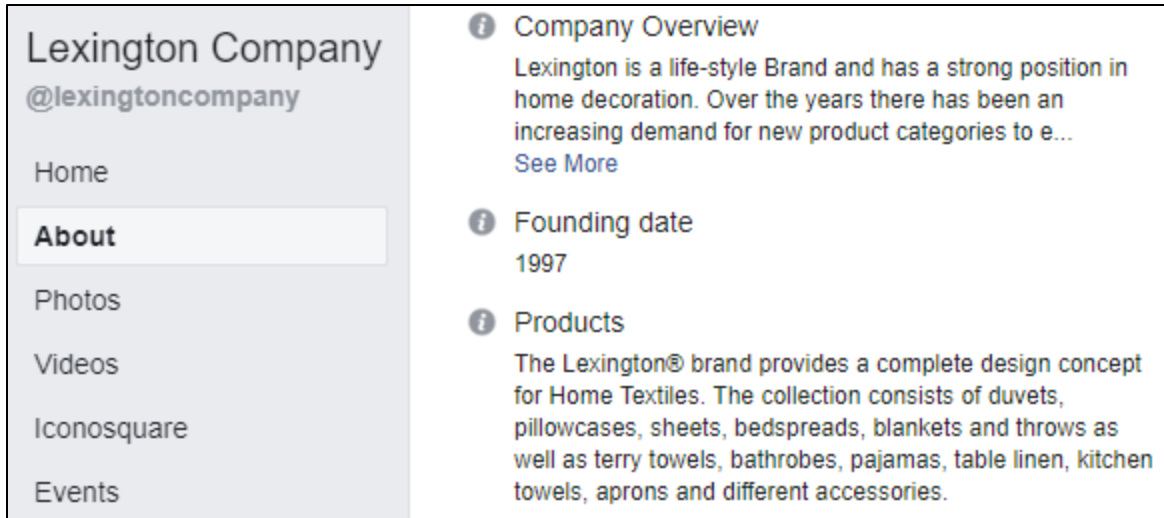 Lexington Company
@lexingtoncompany
Home
About
Photos
Videos
Iconosquare
Events
Company Overview
Lexington is a life-style Brand and has a strong position in
home decoration. Over the years there has been an
increasing demand for new product categories to e...
See More
Founding date
1997
Products
The Lexington® brand provides a complete design concept
for Home Textiles. The collection consists of duvets,
pillowcases, sheets, bedspreads, blankets and throws as
well as terry towels, bathrobes, pajamas, table linen, kitchen
towels, aprons and different accessories.